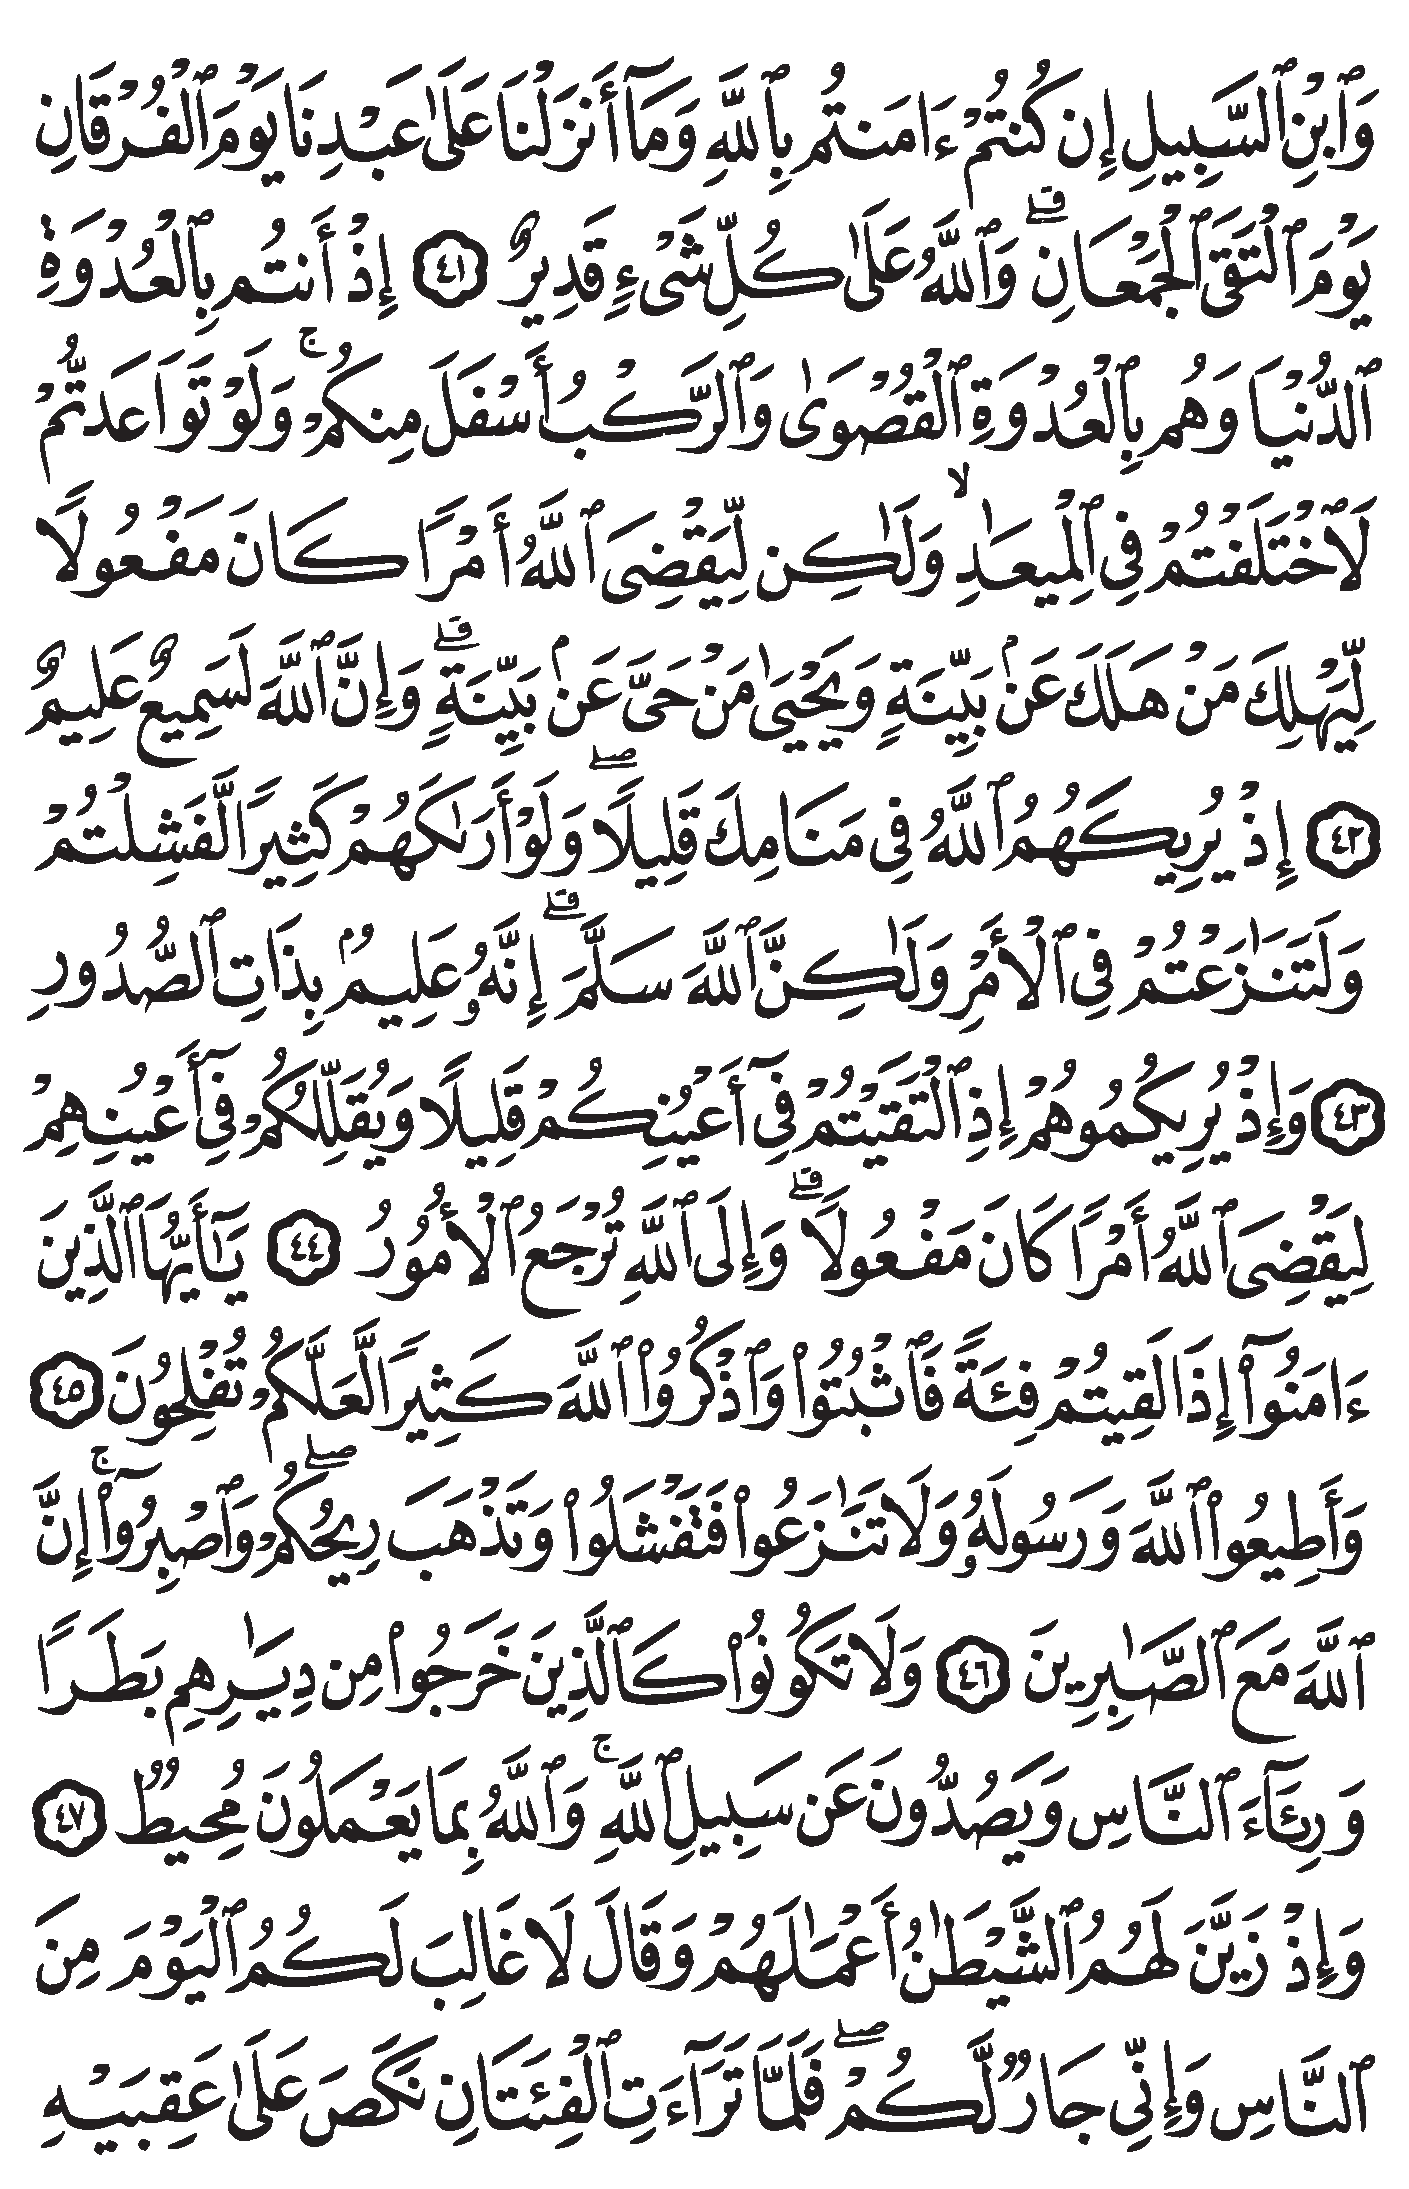 وَٱبْنِ ٱلسَّبِيلِ إِن كُنتُمْ ءَامَنتُم بِٱللَّهِ وَمَآ أَنزَلْنَا عَلَىٰ عَبْدِنَا يَوْمَ ٱلْفُرْقَانِ
يَوْمَ ٱلْتَقَى ٱلْجَمْعَانِ ۗ وَٱللَّهُ عَلَىٰ كُلِّ شَىْءٍ قَدِيرٌ ٤١ إِذْ أَنتُم بِٱلْعُدْوَةِ
ٱلدُّنْيَا وَهُم بِٱلْعُدْوَةِ ٱلْقُصْوَىٰ وَٱلرَّكْبُ أَسْفَلَ مِنكُمْ ۚ وَلَوْ تَوَاعَدتُّمْ
لَٱخْتَلَفْتُمْ فِى ٱلْمِيعَـٰدِ ۙ وَلَـٰكِن لِّيَقْضِىَ ٱللَّهُ أَمْرًا كَانَ مَفْعُولًا
لِّيَهْلِكَ مَنْ هَلَكَ عَنۢ بَيِّنَةٍ وَيَحْيَىٰ مَنْ حَىَّ عَنۢ بَيِّنَةٍ ۗ وَإِنَّ ٱللَّهَ لَسَمِيعٌ عَلِيمٌ
٤٢ إِذْ يُرِيكَهُمُ ٱللَّهُ فِى مَنَامِكَ قَلِيلًا ۖ وَلَوْ أَرَىٰكَهُمْ كَثِيرًا لَّفَشِلْتُمْ
وَلَتَنَـٰزَعْتُمْ فِى ٱلْأَمْرِ وَلَـٰكِنَّ ٱللَّهَ سَلَّمَ ۗ إِنَّهُۥ عَلِيمٌۢ بِذَاتِ ٱلصُّدُورِ
٤٣ وَإِذْ يُرِيكُمُوهُمْ إِذِ ٱلْتَقَيْتُمْ فِىٓ أَعْيُنِكُمْ قَلِيلًا وَيُقَلِّلُكُمْ فِىٓ أَعْيُنِهِمْ
لِيَقْضِىَ ٱللَّهُ أَمْرًا كَانَ مَفْعُولًا ۗ وَإِلَى ٱللَّهِ تُرْجَعُ ٱلْأُمُورُ ٤٤ يَـٰٓأَيُّهَا ٱلَّذِينَ
ءَامَنُوٓا۟ إِذَا لَقِيتُمْ فِئَةً فَٱثْبُتُوا۟ وَٱذْكُرُوا۟ ٱللَّهَ كَثِيرًا لَّعَلَّكُمْ تُفْلِحُونَ ٤٥
وَأَطِيعُوا۟ ٱللَّهَ وَرَسُولَهُۥ وَلَا تَنَـٰزَعُوا۟ فَتَفْشَلُوا۟ وَتَذْهَبَ رِيحُكُمْ ۖ وَٱصْبِرُوٓا۟ ۚ إِنَّ
ٱللَّهَ مَعَ ٱلصَّـٰبِرِينَ ٤٦ وَلَا تَكُونُوا۟ كَٱلَّذِينَ خَرَجُوا۟ مِن دِيَـٰرِهِم بَطَرًا
وَرِئَآءَ ٱلنَّاسِ وَيَصُدُّونَ عَن سَبِيلِ ٱللَّهِ ۚ وَٱللَّهُ بِمَا يَعْمَلُونَ مُحِيطٌ ٤٧
وَإِذْ زَيَّنَ لَهُمُ ٱلشَّيْطَـٰنُ أَعْمَـٰلَهُمْ وَقَالَ لَا غَالِبَ لَكُمُ ٱلْيَوْمَ مِنَ
ٱلنَّاسِ وَإِنِّى جَارٌ لَّكُمْ ۖ فَلَمَّا تَرَآءَتِ ٱلْفِئَتَانِ نَكَصَ عَلَىٰ عَقِبَيْهِ